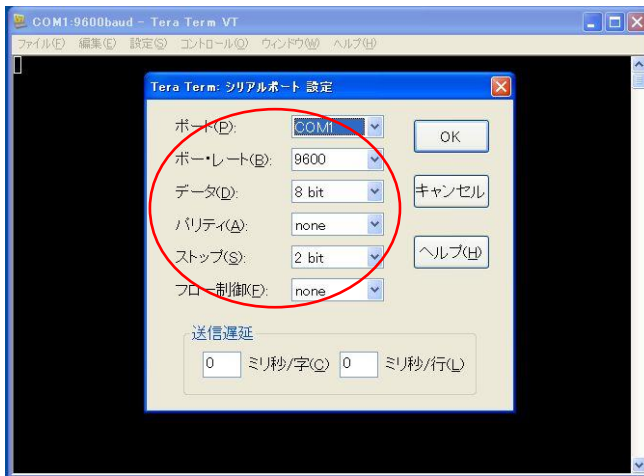 COM1:9600baud - Tera Term VT
ファイル(F) 編集(E) 設定(S) コントロール(O) ウィンドウ(W) ヘルプ(H)
Tera Term: シリアルポート 設定
ポート(P): COM1
OK
ボー・レート(B): 9600
データ(D): 8 bit
キャンセル
パリティ(A): none
ストップ(S): 2 bit
ヘルプ(H)
フロー制御(F): none
送信遅延
0 ミリ秒/字(C) 0 ミリ秒/行(L)